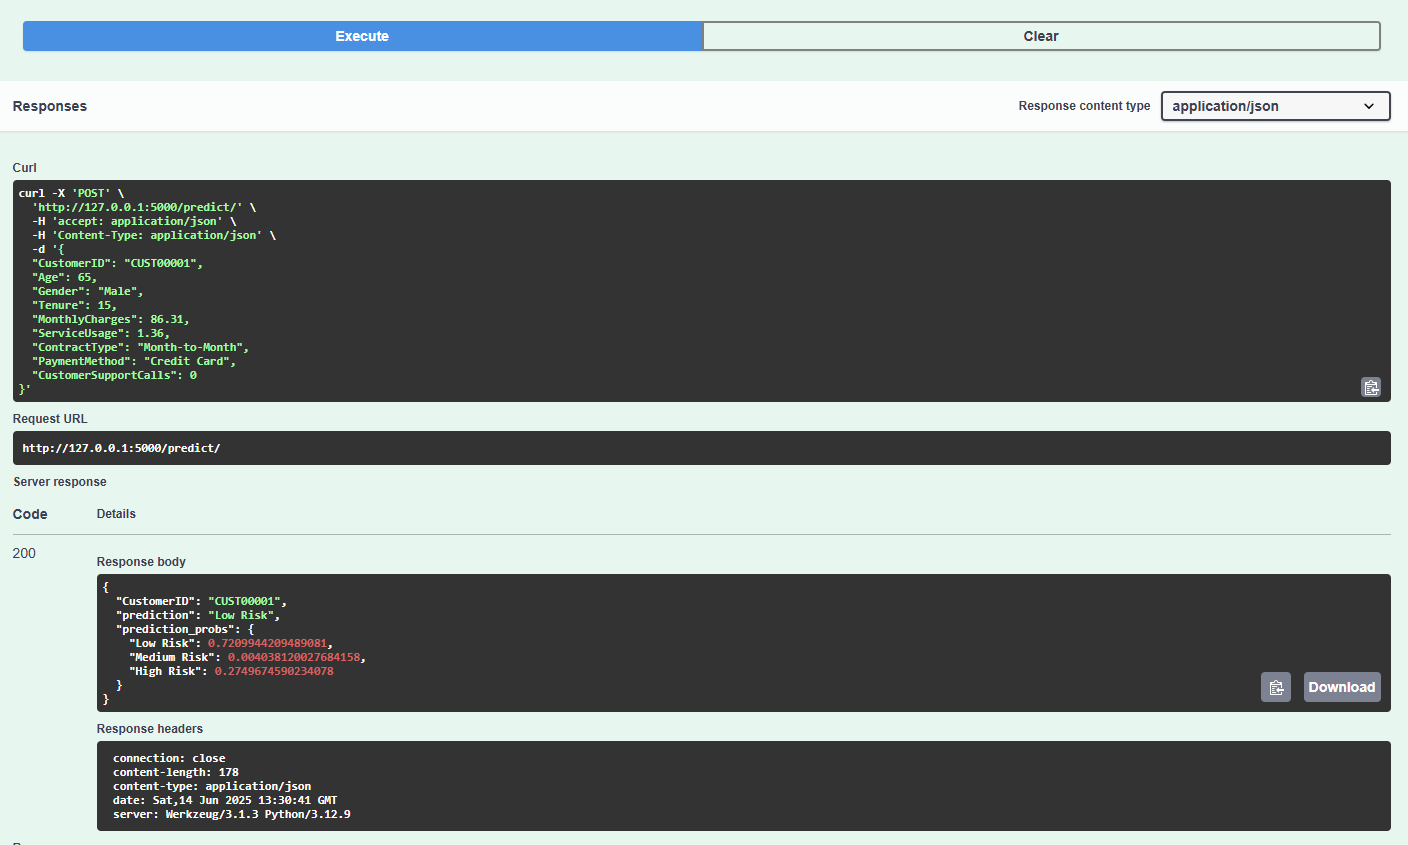 Execute
Clear
Responses
Response content type
application/json
Curl
curl -X 'POST' \
'http://127.0.0.1:5000/predict/' \
-H 'accept: application/json' \
-H 'Content-Type: application/json' \
-d '{
"CustomerID": "CUST00001",
"Age": 65,
"Gender": "Male",
"Tenure": 15,
"MonthlyCharges": 86.31,
"ServiceUsage": 1.36,
"ContractType": "Month-to-Month",
"PaymentMethod": "Credit Card",
"CustomerSupportCalls": 0
}'
Request URL
http://127.0.0.1:5000/predict/
Server response
Code
Details
200
Response body
{
"CustomerID": "CUST00001",
"prediction": "Low Risk",
"prediction_probs": {
"Low Risk": 0.7209944209489081,
"Medium Risk": 0.004038120027684158,
"High Risk": 0.2749674590234078
}
}
Download
Response headers
connection: close
content-length: 178
content-type: application/json
date: Sat,14 Jun 2025 13:30:41 GMT
server: Werkzeug/3.1.3 Python/3.12.9